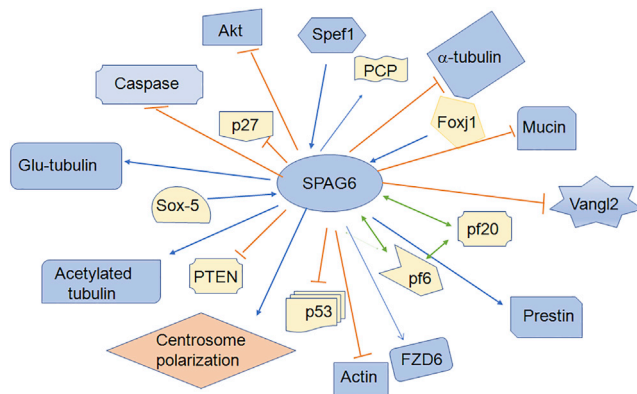 Akt
Spef1
α-tubulin
PCP
Caspase
p27
Foxj1
Mucin
Glu-tubulin
SPAG6
Sox-5
Vangl2
pf20
Acetylated
tubulin
PTEN
pf6
p53
Prestin
Centrosome
polarization
Actin
FZD6